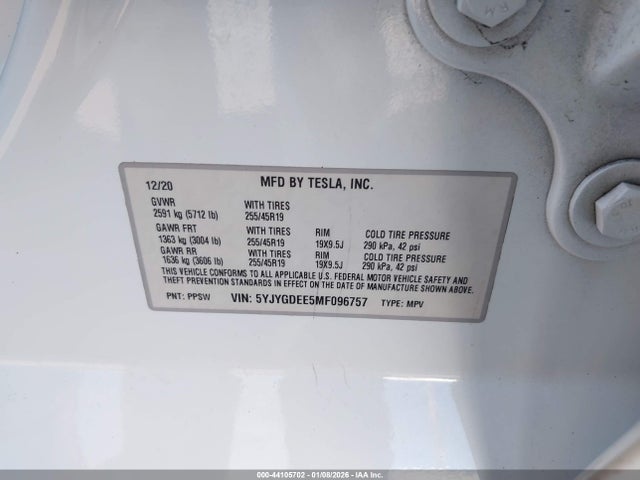 12/20 MFD BY TESLA, INC.
GVWR WITH TIRES
2591 kg (5712 lb) 255/45R19
GAWR FRT WITH TIRES RIM COLD TIRE PRESSURE
1363 kg (3004 lb) 255/45R19 19X9.5J 290 kPa, 42 psi
GAWR RR WITH TIRES RIM COLD TIRE PRESSURE
1636 kg (3606 lb) 255/45R19 19X9.5J 290 kPa, 42 psi
THIS VEHICLE CONFORMS TO ALL APPLICABLE U.S. FEDERAL MOTOR VEHICLE SAFETY AND
THEFT PREVENTION STANDARDS IN EFFECT ON THE DATE OF MANUFACTURE SHOWN ABOVE.
PNT: PPSW VIN: 5YJYGDEE5MF096757 TYPE: MPV
000-44105702 - 01/08/2026 - IAA Inc.